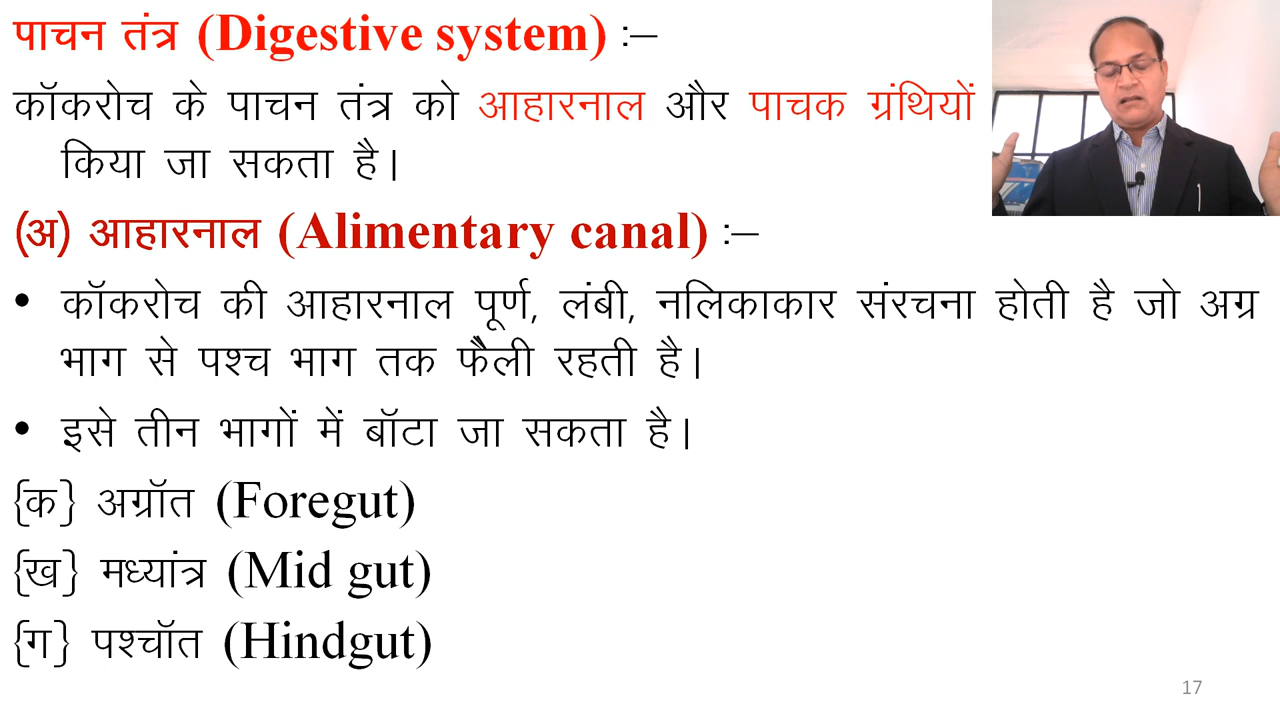 पाचन तंत्र (Digestive system) :–
कॉकरोच के पाचन तंत्र को आहारनाल और पाचक ग्रंथियों
किया जा सकता है।
(अ) आहारनाल (Alimentary canal) :–
• कॉकरोच की आहारनाल पूर्ण, लंबी, नलिकाकार संरचना होती है जो अग्र
भाग से पश्च भाग तक फैली रहती है।
• इसे तीन भागों में बॉटा जा सकता है।
{क} अग्रॉत (Foregut)
{ख} मध्यांत्र (Mid gut)
{ग} पश्चॉत (Hindgut)
17